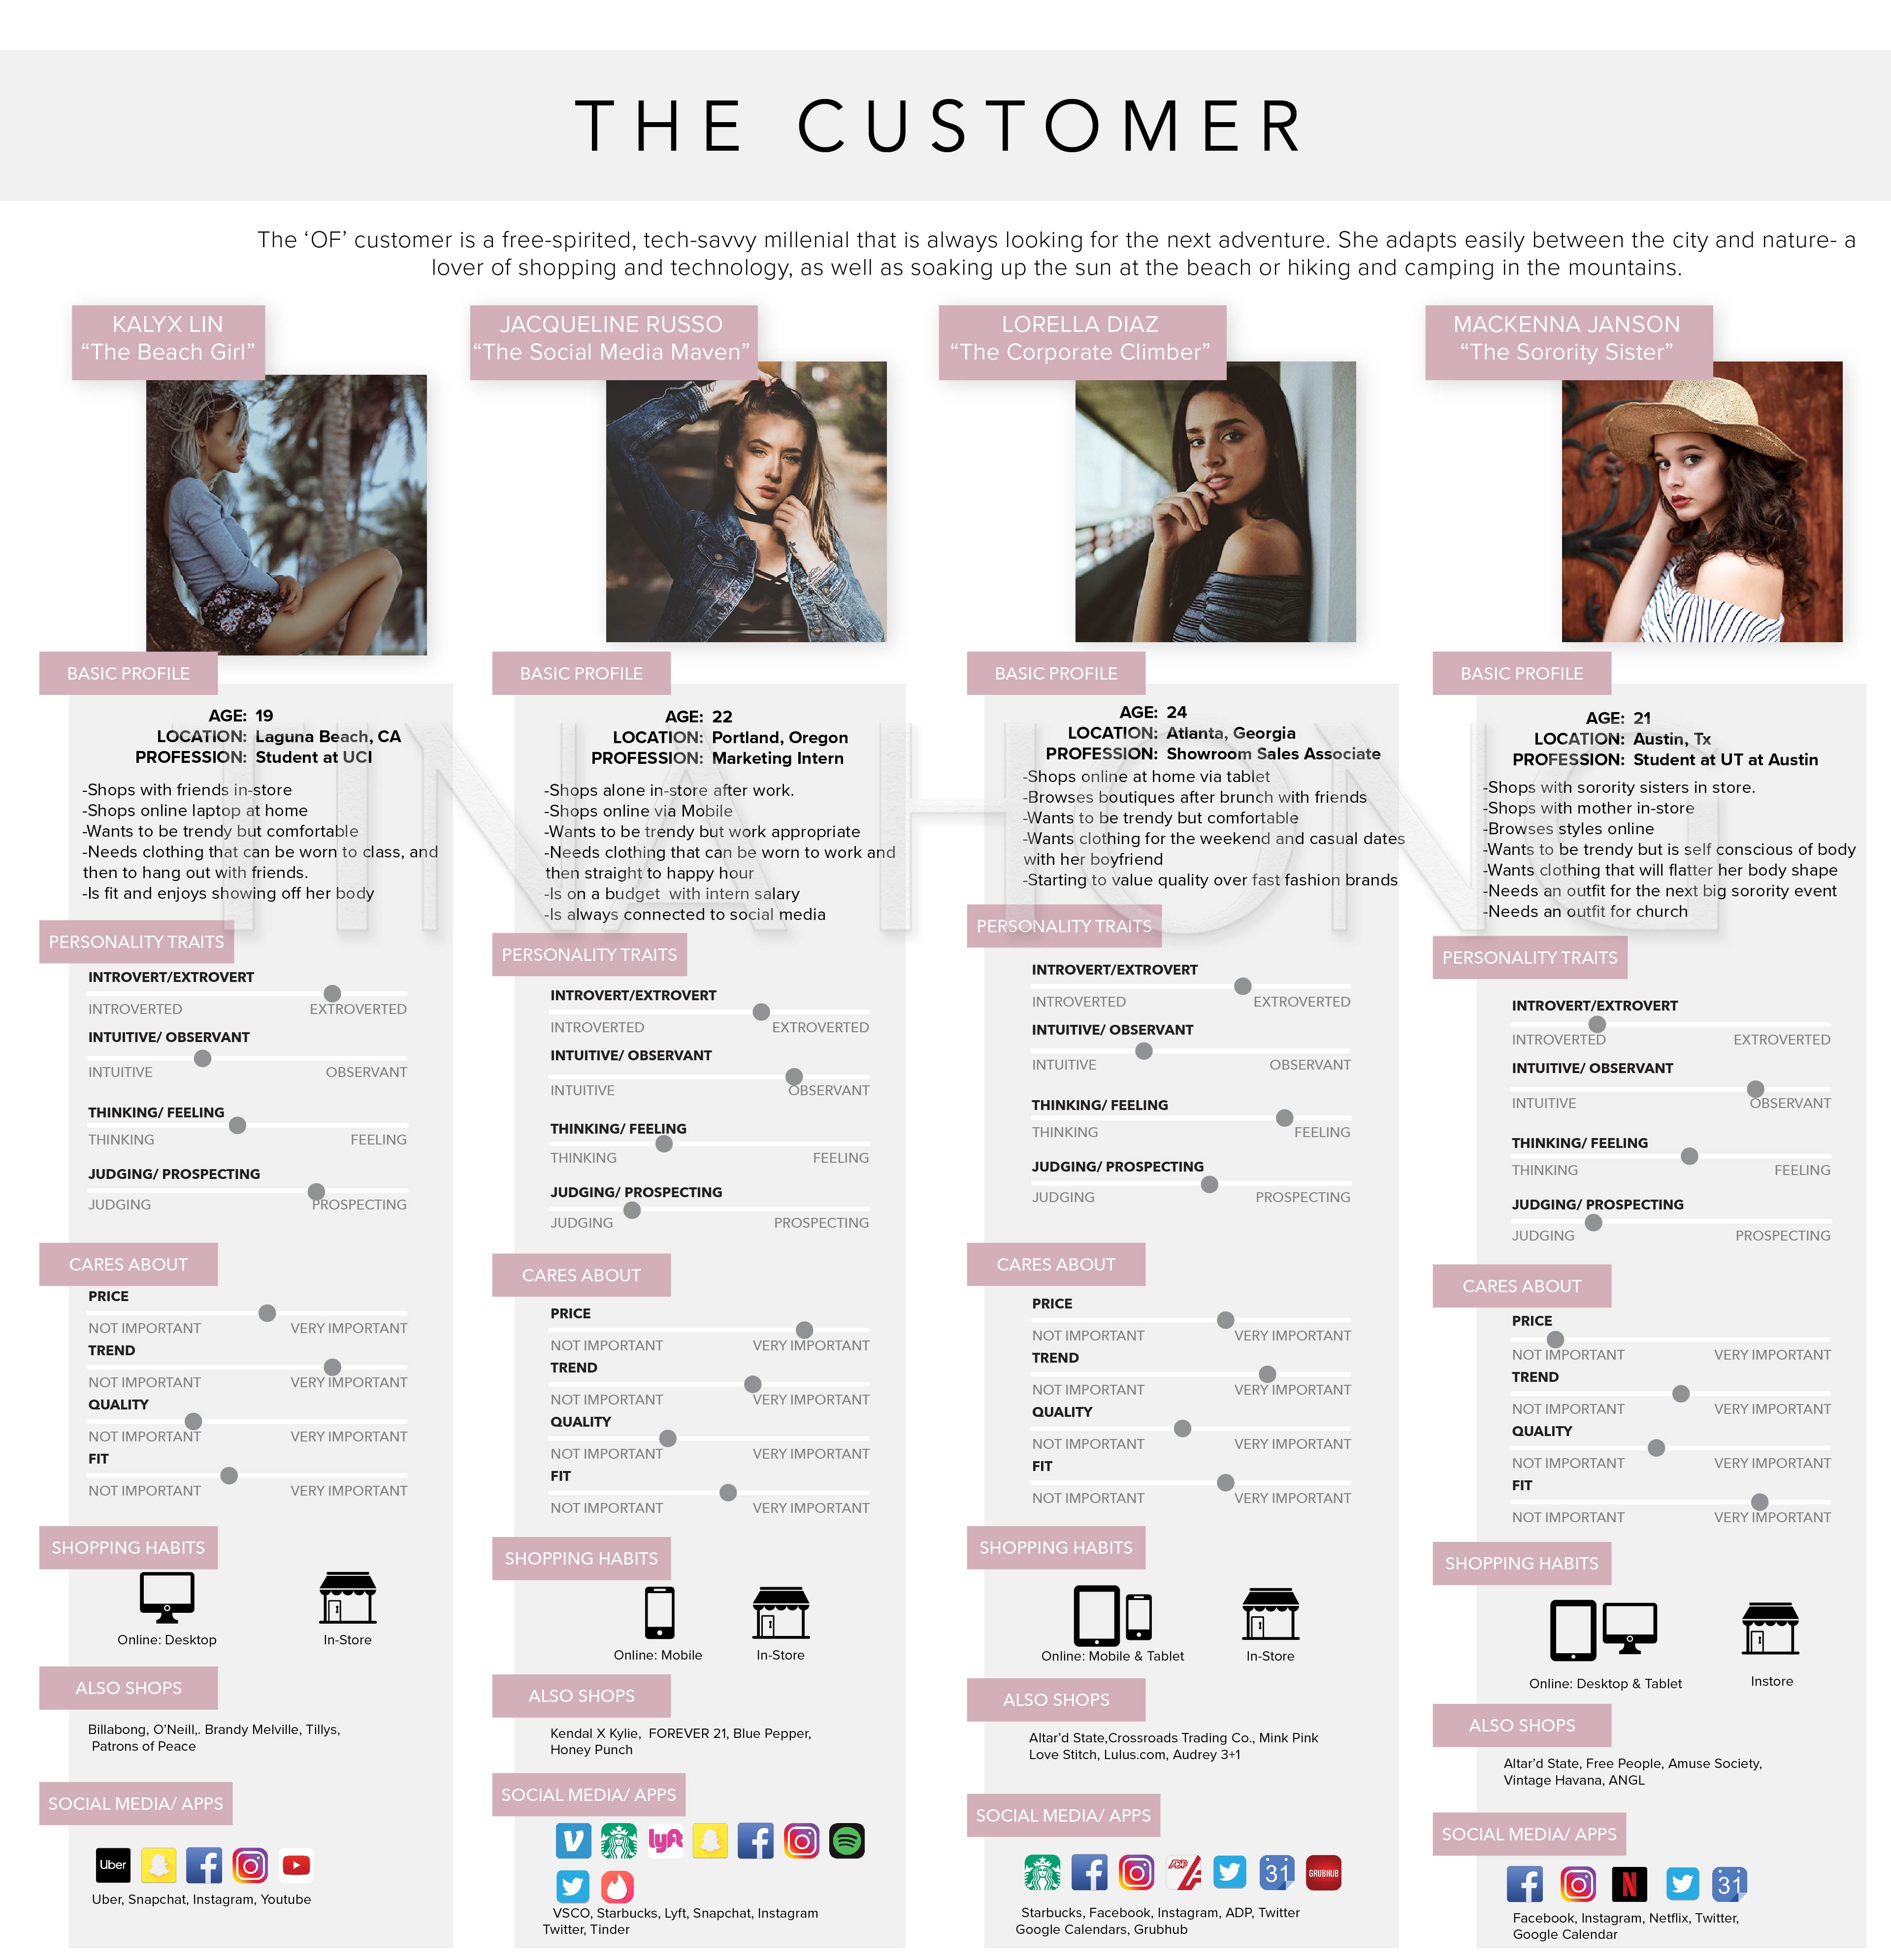 THE CUSTOMER
The ‘OF’ customer is a free-spirited, tech-savvy millenial that is always looking for the next adventure. She adapts easily between the city and nature- a
lover of shopping and technology, as well as soaking up the sun at the beach or hiking and camping in the mountains.
TINA HONG
KALYX LIN
“The Beach Girl”
BASIC PROFILE
AGE: 19
LOCATION: Laguna Beach, CA
PROFESSION: Student at UCI
-Shops with friends in-store
-Shops online laptop at home
-Wants to be trendy but comfortable
-Needs clothing that can be worn to class, and
then to hang out with friends.
-Is fit and enjoys showing off her body
PERSONALITY TRAITS
INTROVERT/EXTROVERT
INTROVERTED EXTROVERTED
INTUITIVE/ OBSERVANT
INTUITIVE OBSERVANT
THINKING/ FEELING
THINKING FEELING
JUDGING/ PROSPECTING
JUDGING PROSPECTING
CARES ABOUT
PRICE
NOT IMPORTANT VERY IMPORTANT
TREND
NOT IMPORTANT VERY IMPORTANT
QUALITY
NOT IMPORTANT VERY IMPORTANT
FIT
NOT IMPORTANT VERY IMPORTANT
SHOPPING HABITS
Online: Desktop In-Store
ALSO SHOPS
Billabong, O’Neill,. Brandy Melville, Tillys,
Patrons of Peace
SOCIAL MEDIA/ APPS
Uber
Uber, Snapchat, Instagram, Youtube
JACQUELINE RUSSO
“The Social Media Maven”
BASIC PROFILE
AGE: 22
LOCATION: Portland, Oregon
PROFESSION: Marketing Intern
-Shops alone in-store after work.
-Shops online via Mobile
-Wants to be trendy but work appropriate
-Needs clothing that can be worn to work and
then straight to happy hour
-Is on a budget with intern salary
-Is always connected to social media
PERSONALITY TRAITS
INTROVERT/EXTROVERT
INTROVERTED EXTROVERTED
INTUITIVE/ OBSERVANT
INTUITIVE OBSERVANT
THINKING/ FEELING
THINKING FEELING
JUDGING/ PROSPECTING
JUDGING PROSPECTING
CARES ABOUT
PRICE
NOT IMPORTANT VERY IMPORTANT
TREND
NOT IMPORTANT VERY IMPORTANT
QUALITY
NOT IMPORTANT VERY IMPORTANT
FIT
NOT IMPORTANT VERY IMPORTANT
SHOPPING HABITS
Online: Mobile In-Store
ALSO SHOPS
Kendal X Kylie, FOREVER 21, Blue Pepper,
Honey Punch
SOCIAL MEDIA/ APPS
lyft
VSCO, Starbucks, Lyft, Snapchat, Instagram
Twitter, Tinder
LORELLA DIAZ
“The Corporate Climber”
BASIC PROFILE
AGE: 24
LOCATION: Atlanta, Georgia
PROFESSION: Showroom Sales Associate
-Shops online at home via tablet
-Browses boutiques after brunch with friends
-Wants to be trendy but comfortable
-Wants clothing for the weekend and casual dates
with her boyfriend
-Starting to value quality over fast fashion brands
PERSONALITY TRAITS
INTROVERT/EXTROVERT
INTROVERTED EXTROVERTED
INTUITIVE/ OBSERVANT
INTUITIVE OBSERVANT
THINKING/ FEELING
THINKING FEELING
JUDGING/ PROSPECTING
JUDGING PROSPECTING
CARES ABOUT
PRICE
NOT IMPORTANT VERY IMPORTANT
TREND
NOT IMPORTANT VERY IMPORTANT
QUALITY
NOT IMPORTANT VERY IMPORTANT
FIT
NOT IMPORTANT VERY IMPORTANT
SHOPPING HABITS
Online: Mobile & Tablet In-Store
ALSO SHOPS
Altar’d State,Crossroads Trading Co., Mink Pink
Love Stitch, Lulus.com, Audrey 3+1
SOCIAL MEDIA/ APPS
ADP 31 GRUBHUB
Starbucks, Facebook, Instagram, ADP, Twitter
Google Calendars, Grubhub
MACKENNA JANSON
“The Sorority Sister”
BASIC PROFILE
AGE: 21
LOCATION: Austin, Tx
PROFESSION: Student at UT at Austin
-Shops with sorority sisters in store.
-Shops with mother in-store
-Browses styles online
-Wants to be trendy but is self conscious of body
-Wants clothing that will flatter her body shape
-Needs an outfit for the next big sorority event
-Needs an outfit for church
PERSONALITY TRAITS
INTROVERT/EXTROVERT
INTROVERTED EXTROVERTED
INTUITIVE/ OBSERVANT
INTUITIVE OBSERVANT
THINKING/ FEELING
THINKING FEELING
JUDGING/ PROSPECTING
JUDGING PROSPECTING
CARES ABOUT
PRICE
NOT IMPORTANT VERY IMPORTANT
TREND
NOT IMPORTANT VERY IMPORTANT
QUALITY
NOT IMPORTANT VERY IMPORTANT
FIT
NOT IMPORTANT VERY IMPORTANT
SHOPPING HABITS
Online: Desktop & Tablet Instore
ALSO SHOPS
Altar’d State, Free People, Amuse Society,
Vintage Havana, ANGL
SOCIAL MEDIA/ APPS
N 31
Facebook, Instagram, Netflix, Twitter,
Google Calendar